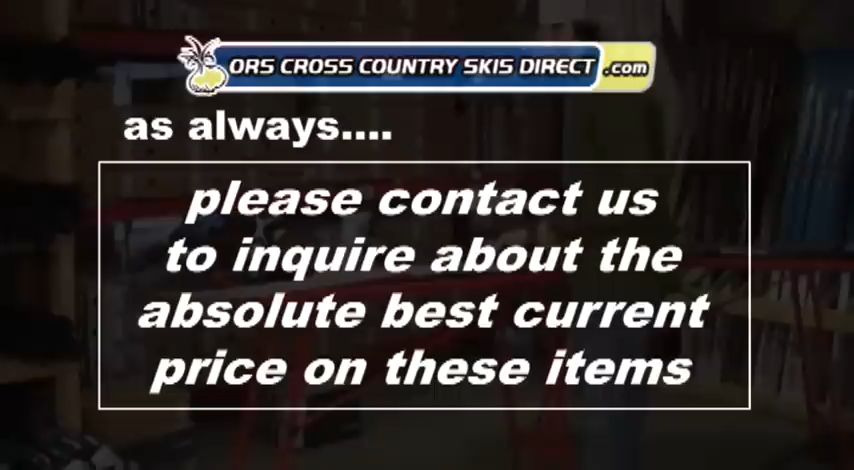 ORS CROSS COUNTRY SKIS DIRECT .com
as always....
please contact us
to inquire about the
absolute best current
price on these items